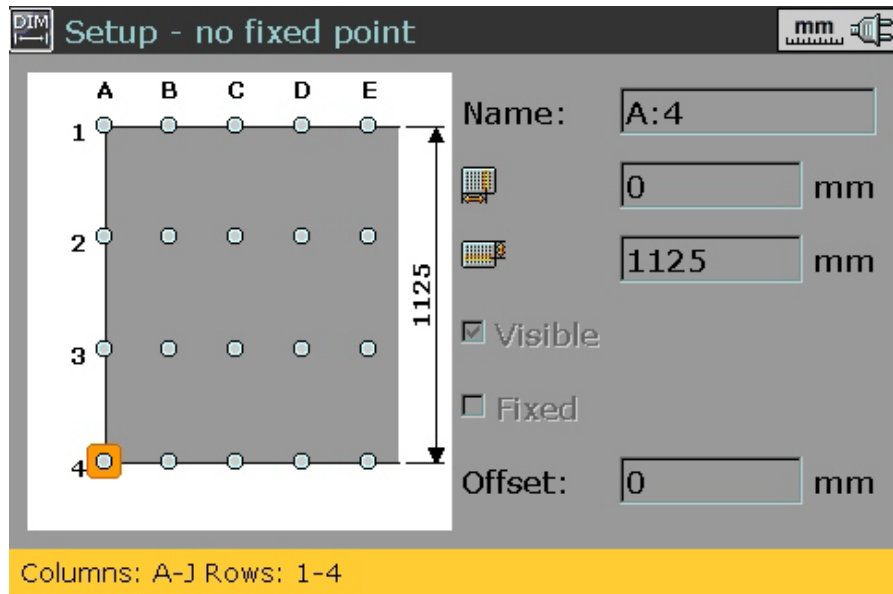 DIM Setup - no fixed point mm
A B C D E
1
2
3
4
1125
Name: A:4
0 mm
1125 mm
Visible
Fixed
Offset: 0 mm
Columns: A-J Rows: 1-4